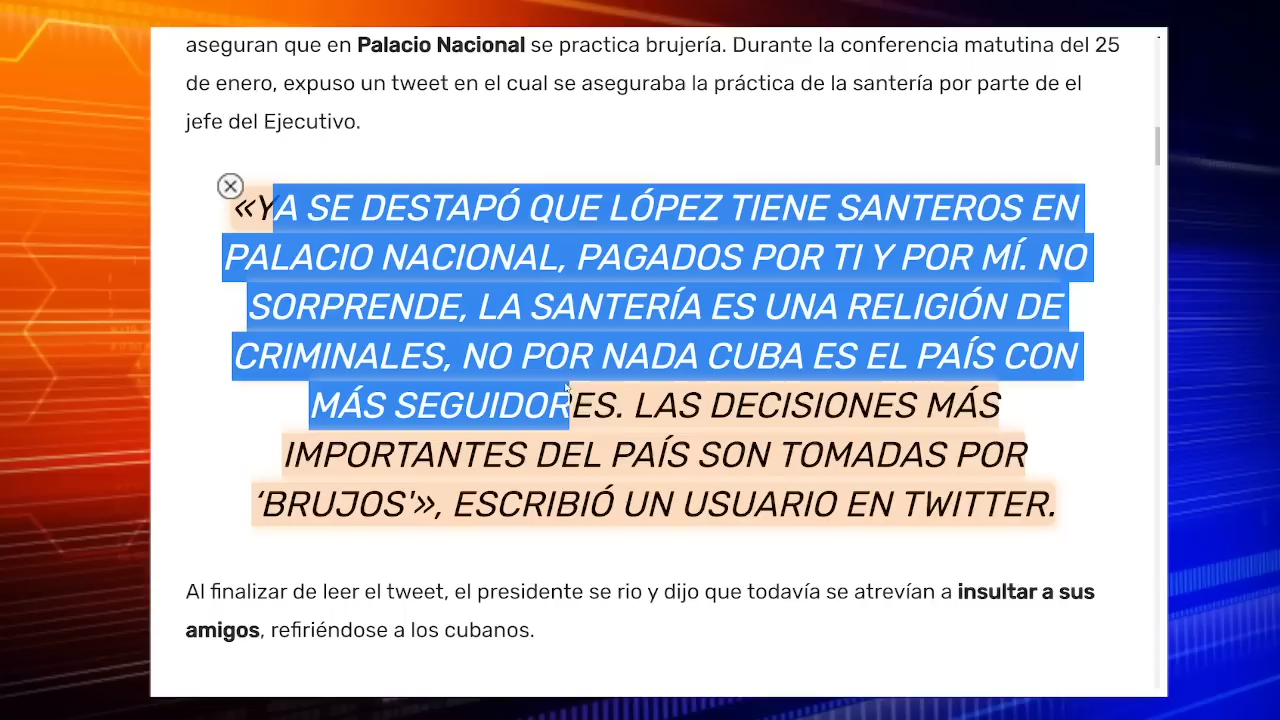 aseguran que en Palacio Nacional se practica brujería. Durante la conferencia matutina del 25
de enero, expuso un tweet en el cual se aseguraba la práctica de la santería por parte de el
jefe del Ejecutivo.
«YA SE DESTAPÓ QUE LÓPEZ TIENE SANTEROS EN
PALACIO NACIONAL, PAGADOS POR TI Y POR MÍ. NO
SORPRENDE, LA SANTERÍA ES UNA RELIGIÓN DE
CRIMINALES, NO POR NADA CUBA ES EL PAÍS CON
MÁS SEGUIDORES. LAS DECISIONES MÁS
IMPORTANTES DEL PAÍS SON TOMADAS POR
‘BRUJOS'», ESCRIBIÓ UN USUARIO EN TWITTER.
Al finalizar de leer el tweet, el presidente se rio y dijo que todavía se atrevían a insultar a sus
amigos, refiriéndose a los cubanos.